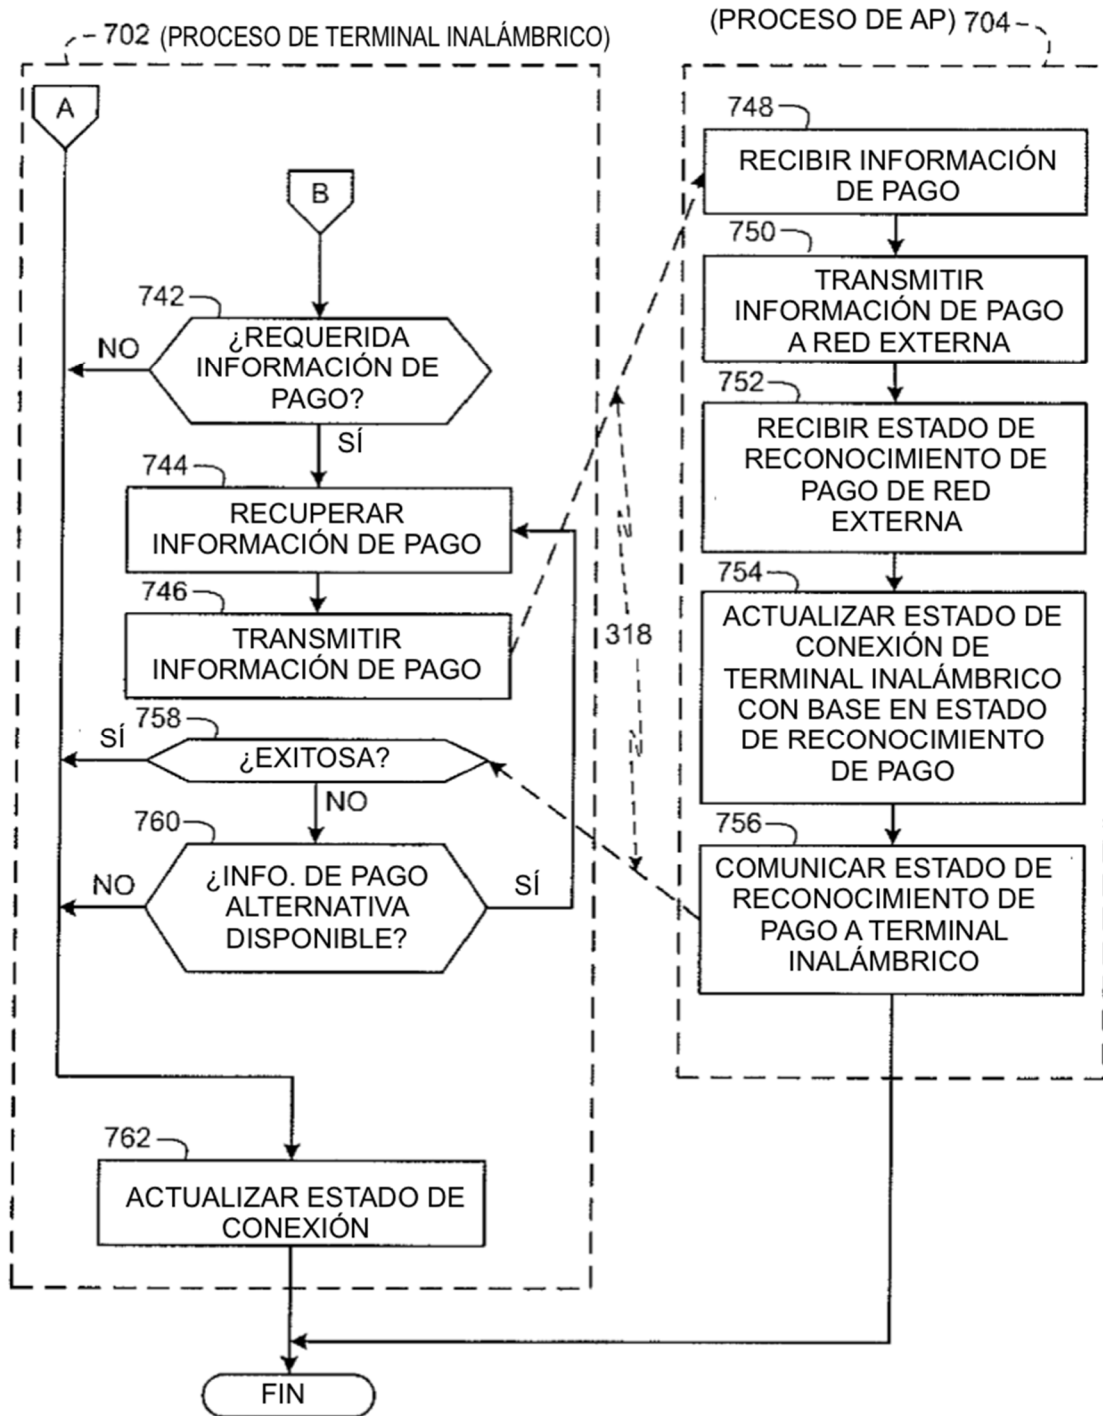 702 (PROCESO DE TERMINAL INALÁMBRICO)
A
B
742
¿REQUERIDA
INFORMACIÓN DE
PAGO?
NO
SÍ
744
RECUPERAR
INFORMACIÓN DE PAGO
746
TRANSMITIR
INFORMACIÓN DE PAGO
758
SÍ
¿EXITOSA?
NO
760
NO
¿INFO. DE PAGO
ALTERNATIVA
DISPONIBLE?
SÍ
762
ACTUALIZAR ESTADO DE
CONEXIÓN
318
(PROCESO DE AP) 704
748
RECIBIR INFORMACIÓN
DE PAGO
750
TRANSMITIR
INFORMACIÓN DE PAGO
A RED EXTERNA
752
RECIBIR ESTADO DE
RECONOCIMIENTO DE
PAGO DE RED
EXTERNA
754
ACTUALIZAR ESTADO DE
CONEXIÓN DE
TERMINAL INALÁMBRICO
CON BASE EN ESTADO
DE RECONOCIMIENTO
DE PAGO
756
COMUNICAR ESTADO DE
RECONOCIMIENTO DE
PAGO A TERMINAL
INALÁMBRICO
FIN